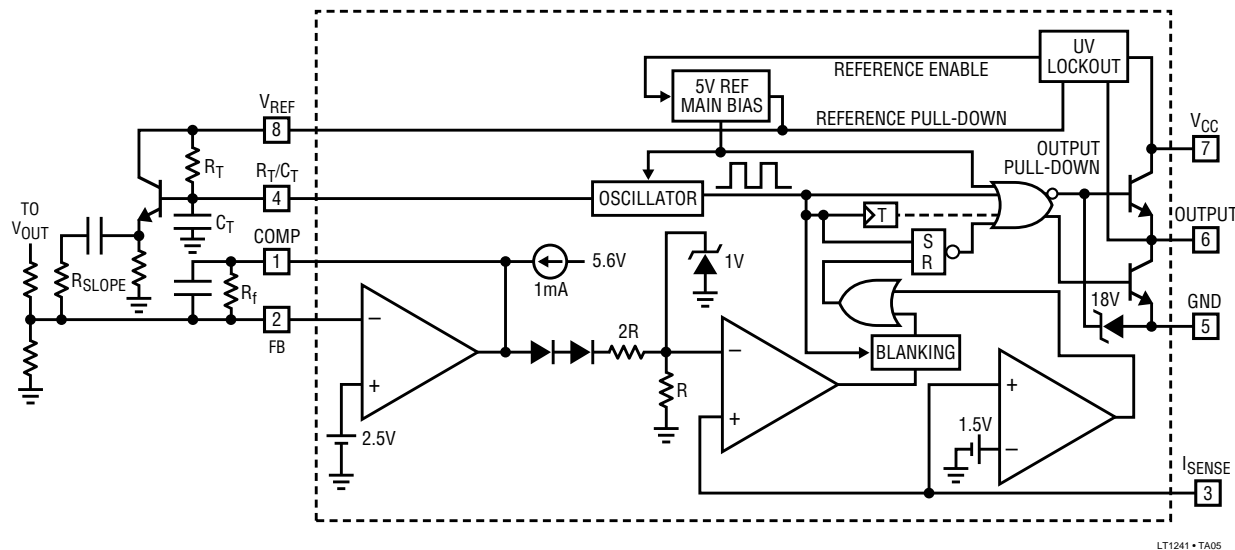 UV
LOCKOUT
REFERENCE ENABLE
5V REF
MAIN BIAS
VREF
8
REFERENCE PULL-DOWN
VCC
7
RT
RT/CT
4
OUTPUT
PULL-DOWN
OSCILLATOR
TO
VOUT
CT
T
OUTPUT
6
COMP
1
S
R
5.6V
1V
1mA
RSLOPE
Rf
18V
GND
5
2
FB
–
2R
–
BLANKING
R
+
+
+
2.5V
1.5V
–
ISENSE
3
LT1241 • TA05